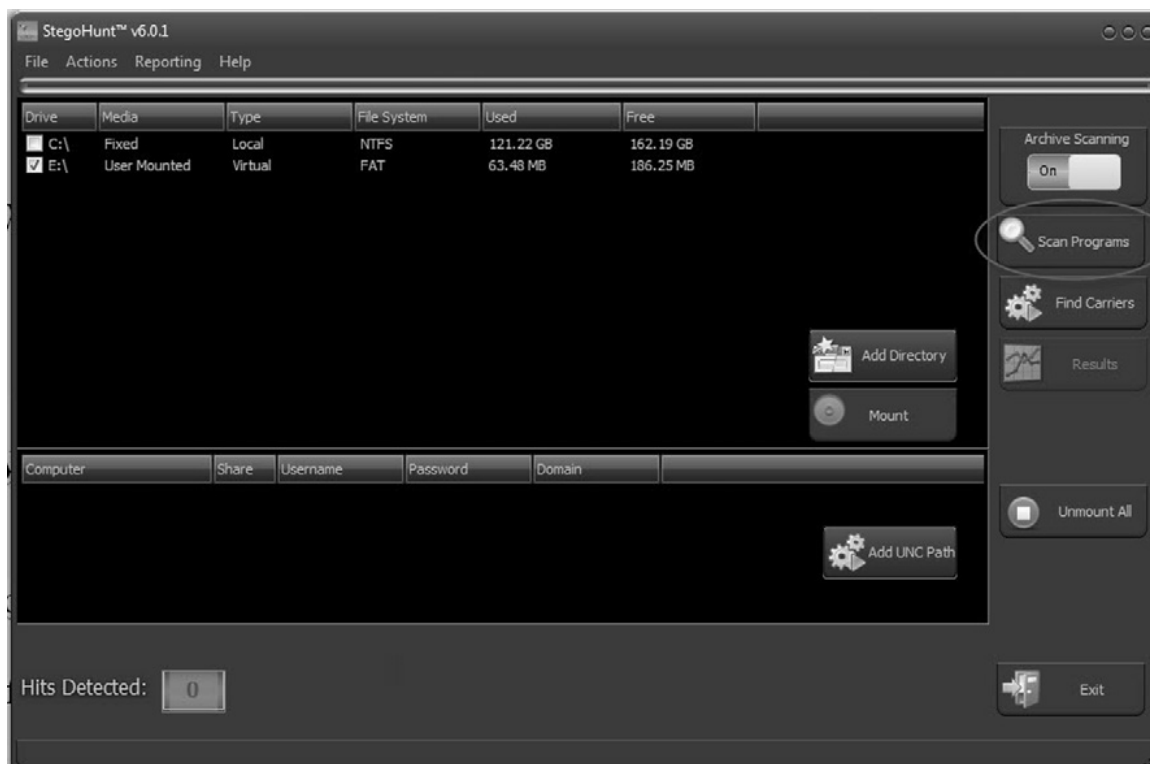 StegoHunt™ v6.0.1
File Actions Reporting Help
Drive Media Type File System Used Free
C:\ Fixed Local NTFS 121.22 GB 162.19 GB
E:\ User Mounted Virtual FAT 63.48 MB 186.25 MB
Archive Scanning
On
Scan Programs
Find Carriers
Add Directory
Results
Mount
Computer Share Username Password Domain
Unmount All
Add UNC Path
Hits Detected: 0
Exit